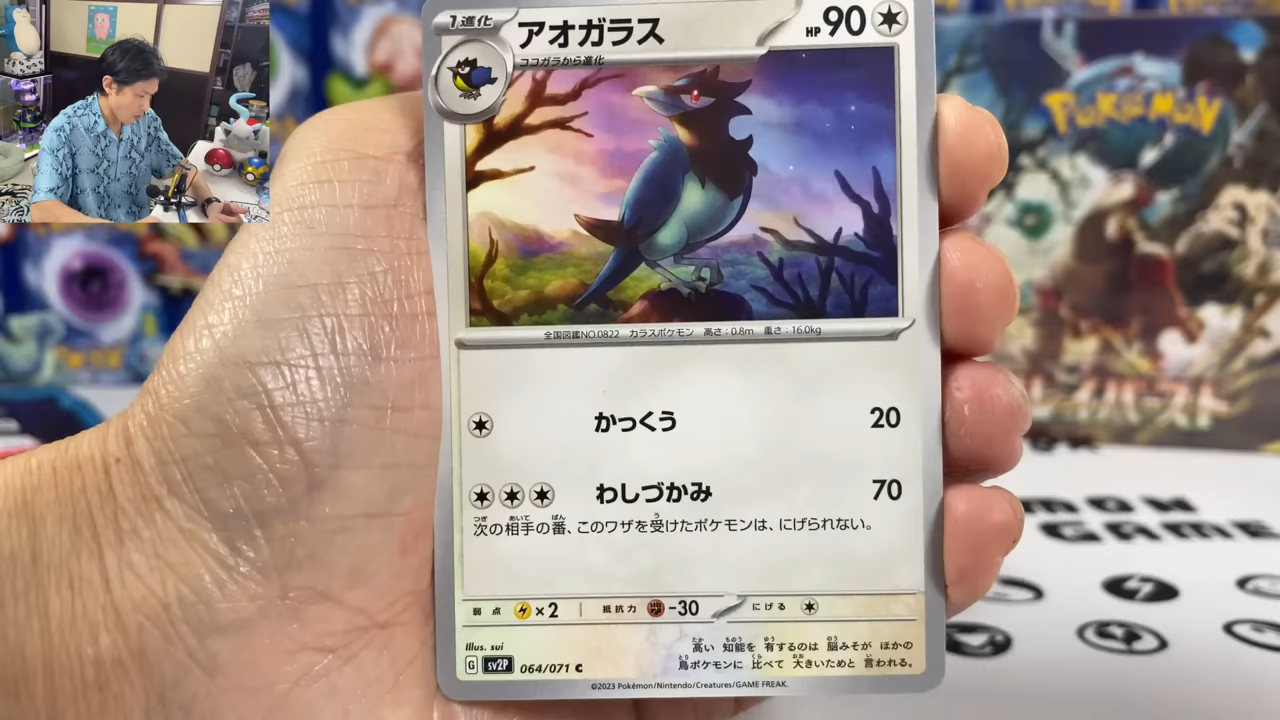 1進化
アオガラス
HP 90
ココガラから進化
POKéMON
全国図鑑NO.0822 カラスポケモン 高さ:0.8m 重さ:16.0kg
かっくう 20
わしづかみ 70
次の相手の番、このワザを受けたポケモンは、にげられない。
弱点 ×2 抵抗力 -30 にげる
Illus. sui
高い 知能を 有するのは 脳みそが ほかの
鳥ポケモンに 比べて 大きいためと 言われる。
G sv2P 064/071 C
©2023 Pokémon/Nintendo/Creatures/GAME FREAK.
レイバースト
MON
GAME